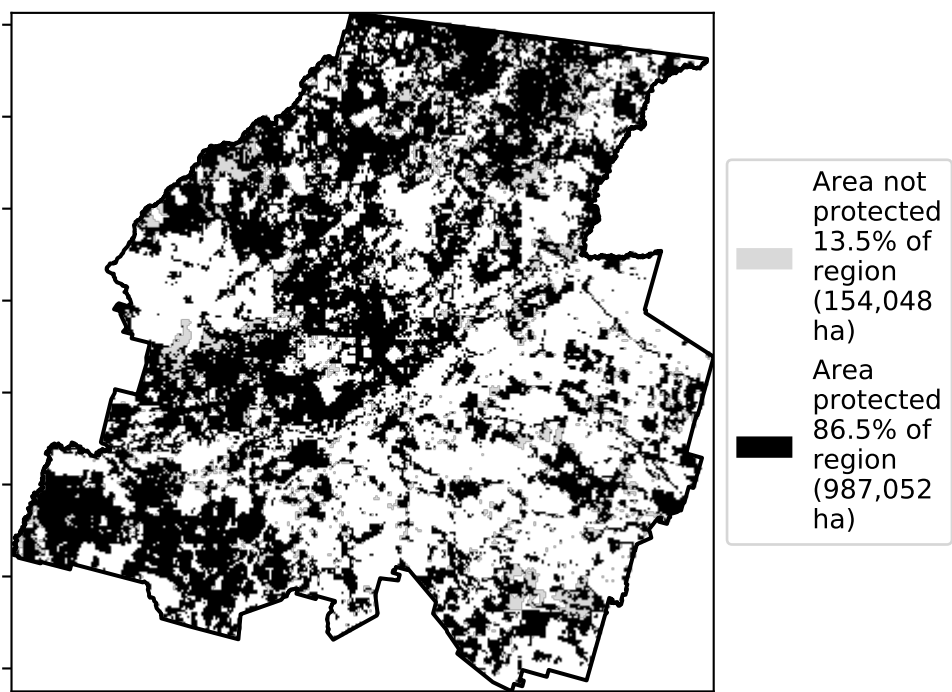 Area not
protected
13.5% of
region
(154,048
ha)
Area
protected
86.5% of
region
(987,052
ha)